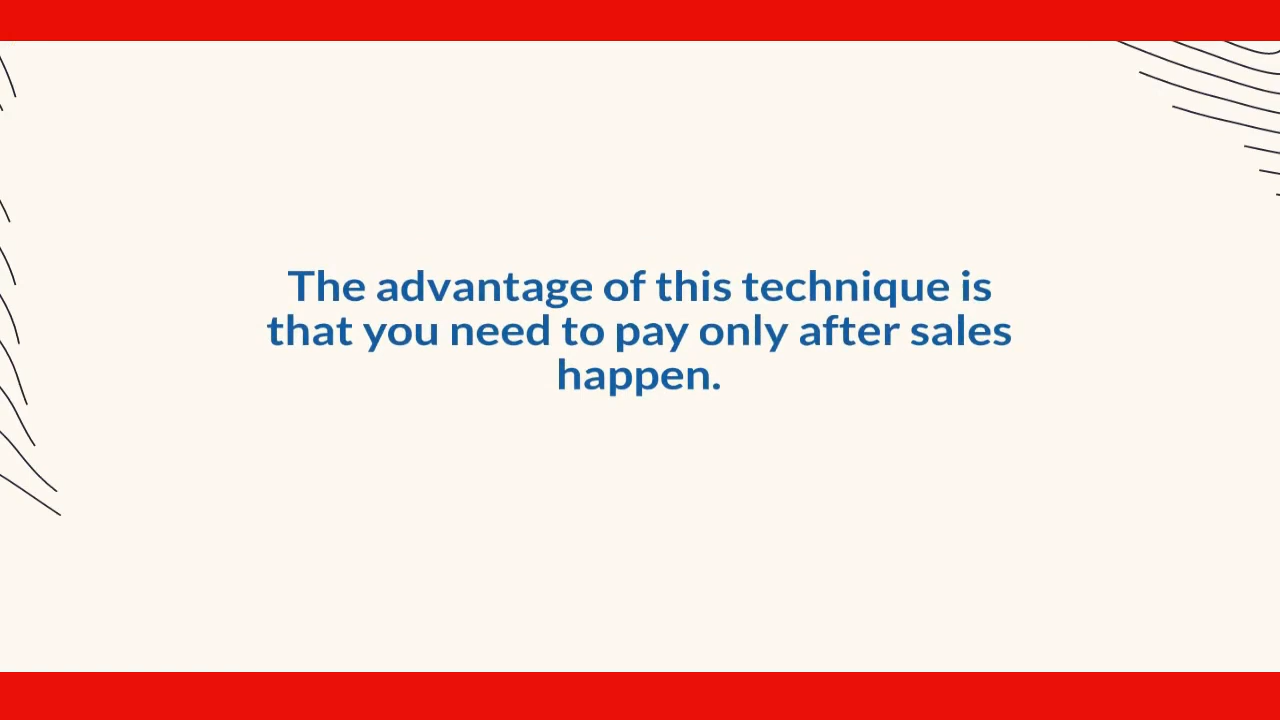 The advantage of this technique is
that you need to pay only after sales
happen.